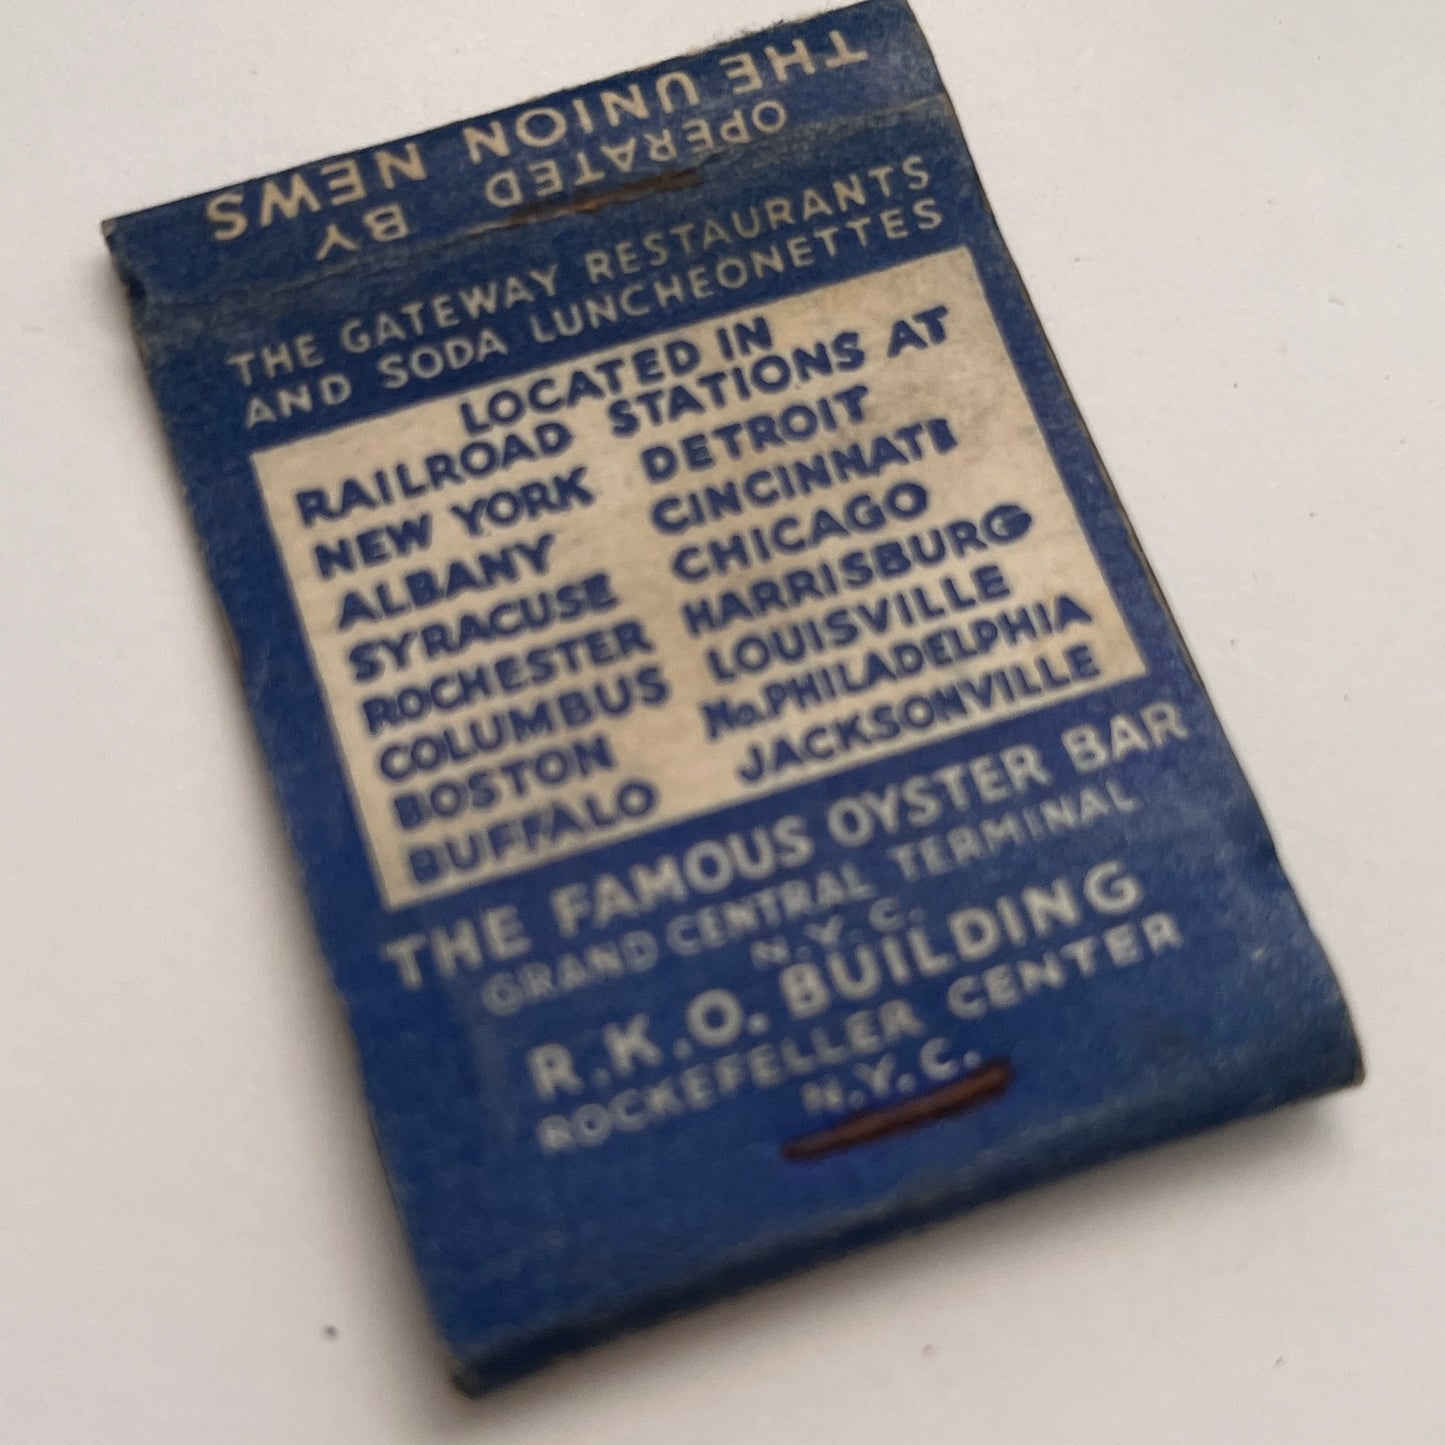 THE UNION NEWS
OPERATED BY
THE GATEWAY RESTAURANTS
AND SODA LUNCHEONETTES
LOCATED IN
RAILROAD STATIONS AT
NEW YORK DETROIT
ALBANY CINCINNATI
SYRACUSE CHICAGO
ROCHESTER HARRISBURG
COLUMBUS LOUISVILLE
BOSTON No. PHILADELPHIA
BUFFALO JACKSONVILLE
THE FAMOUS OYSTER BAR
GRAND CENTRAL TERMINAL
N.Y.C.
R.K.O. BUILDING
ROCKEFELLER CENTER
N.Y.C.